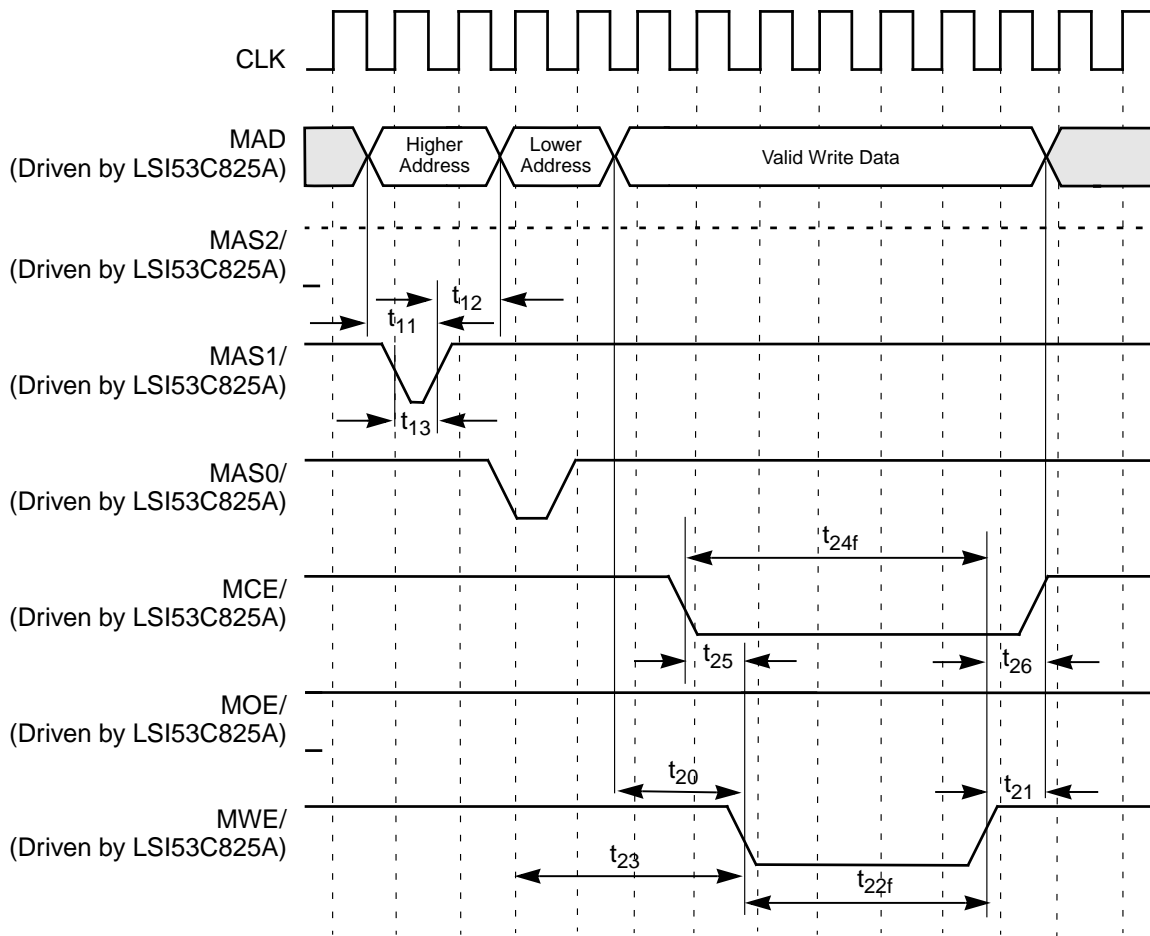 CLK
MAD
(Driven by LSI53C825A)
Higher
Address
Lower
Address
Valid Write Data
MAS2/
(Driven by LSI53C825A)
t12
t11
MAS1/
(Driven by LSI53C825A)
t13
MAS0/
(Driven by LSI53C825A)
t24f
MCE/
(Driven by LSI53C825A)
t25
t26
MOE/
(Driven by LSI53C825A)
t20
t21
MWE/
(Driven by LSI53C825A)
t23
t22f